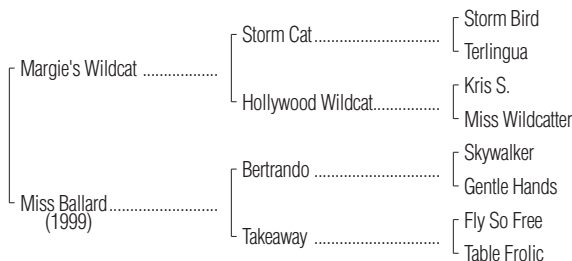 Storm Bird
Storm Cat
Terlingua
Margie's Wildcat
Kris S.
Hollywood Wildcat
Miss Wildcatter
Skywalker
Bertrando
Gentle Hands
Miss Ballard
(1999)
Fly So Free
Takeaway
Table Frolic